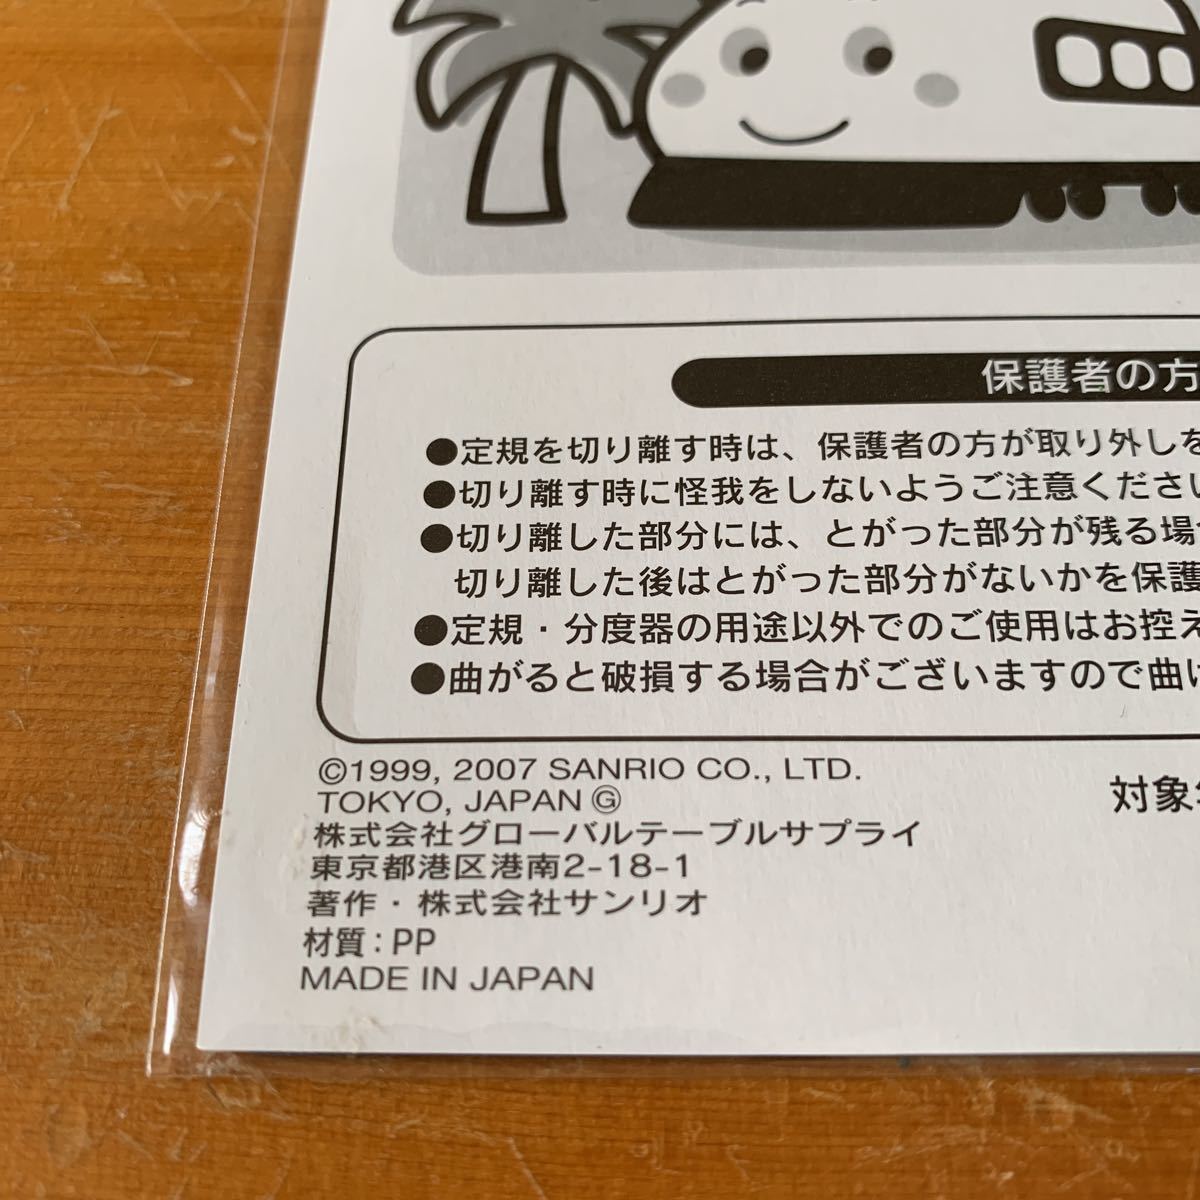 保護者の方
●定規を切り離す時は、保護者の方が取り外しを
●切り離す時に怪我をしないようご注意ください
●切り離した部分には、とがった部分が残る場合
切り離した後はとがった部分がないかを保護
●定規・分度器の用途以外でのご使用はお控え
●曲がると破損する場合がございますので曲げ
©1999, 2007 SANRIO CO., LTD.
TOKYO, JAPAN Ⓖ
対象年
株式会社グローバルテーブルサプライ
東京都港区港南2-18-1
著作・株式会社サンリオ
材質：PP
MADE IN JAPAN